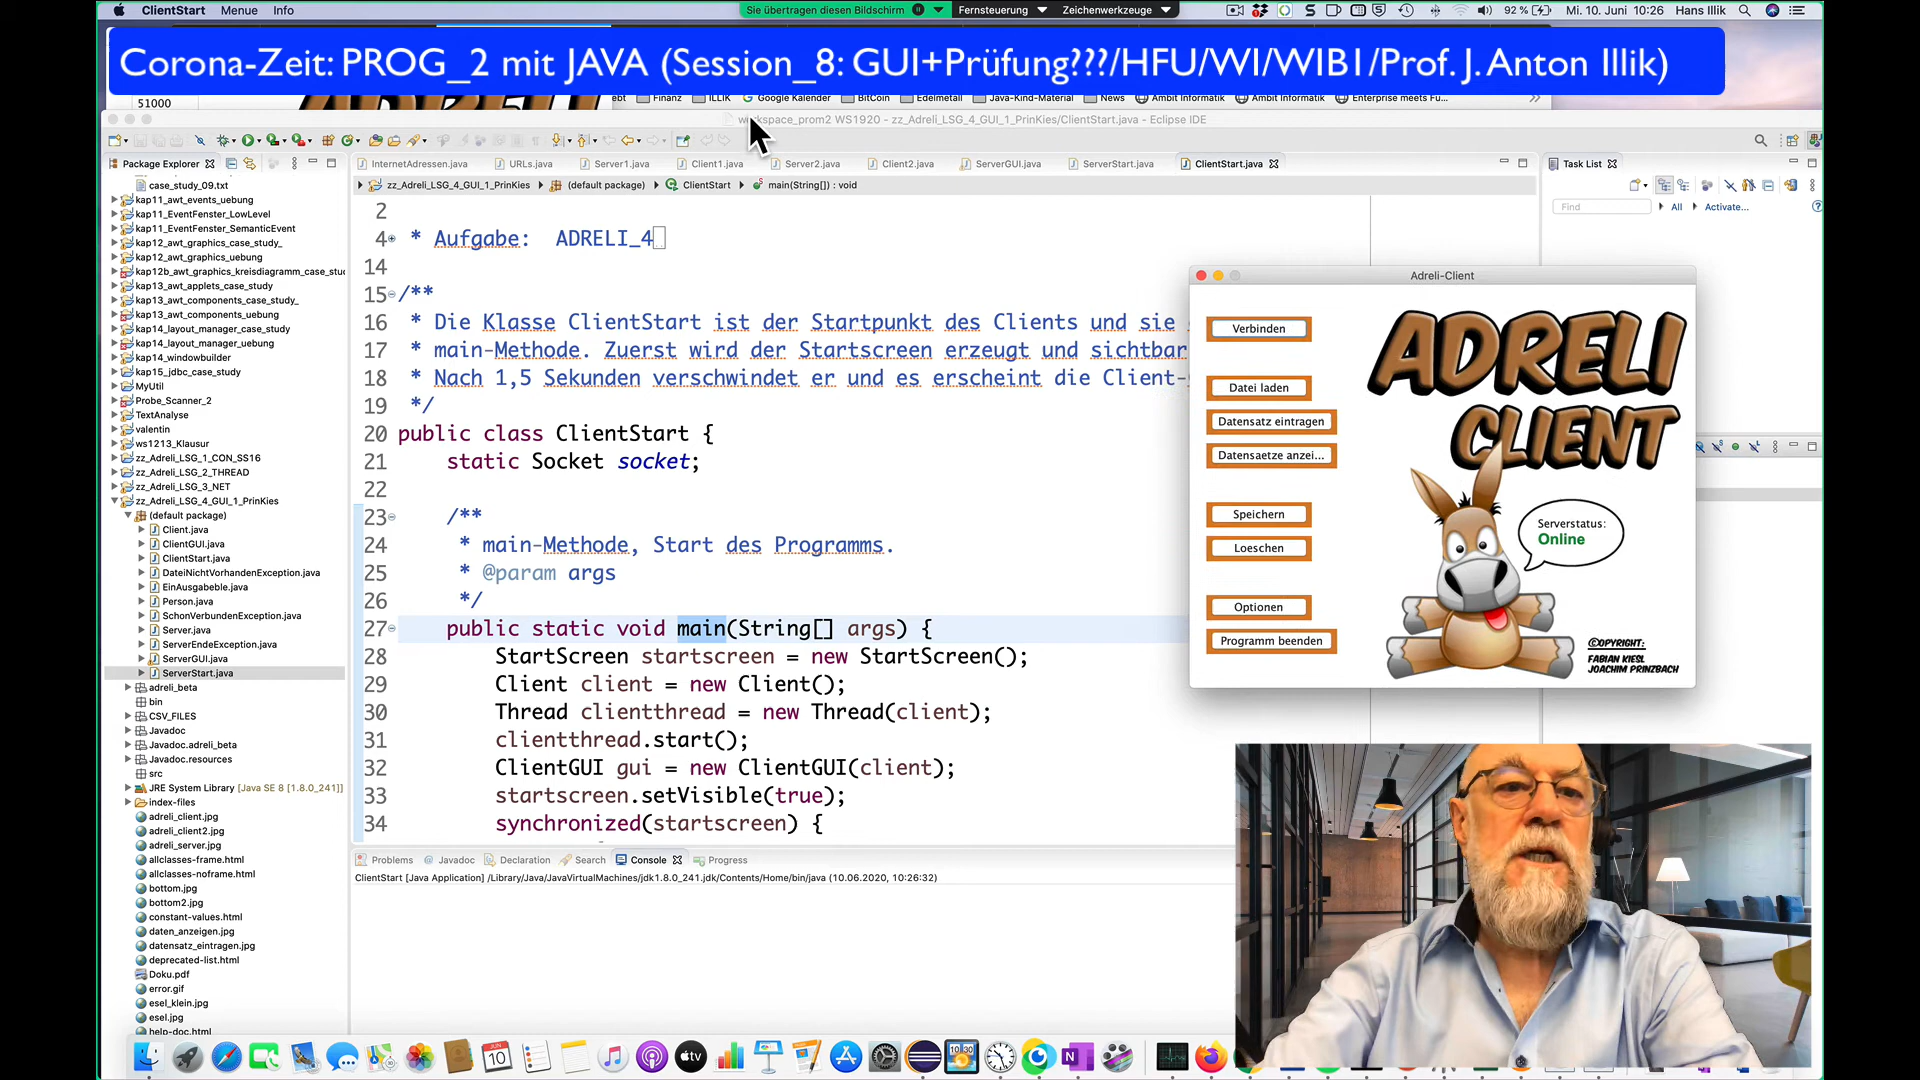 ClientStart Menue Info
Sie übertragen diesen Bildschirm Fernsteuerung Zeichenwerkzeuge
92 % Mi. 10. Juni 10:26 Hans Illik
Corona-Zeit: PROG_2 mit JAVA (Session_8: GUI+Prüfung???/HFU/WI/WIB1/Prof. J. Anton Illik)
51000
Finanz ILLIK Google Kalender BitCoin Edelmetall Java-Kind-Material News Ambit Informatik Ambit Informatik Enterprise meets Fu...
workspace_prom2 WS1920 - zz_Adreli_LSG_4_GUI_1_PrinKies/ClientStart.java - Eclipse IDE
Package Explorer
InternetAdressen.java URLs.java Server1.java Client1.java Server2.java Client2.java ServerGUI.java ServerStart.java ClientStart.java
Task List
zz_Adreli_LSG_4_GUI_1_PrinKies (default package) ClientStart main(String[]) : void
Find All Activate...
case_study_09.txt
kap11_awt_events_uebung
kap11_EventFenster_LowLevel
kap11_EventFenster_SemanticEvent
kap12_awt_graphics_case_study_
kap12_awt_graphics_uebung
kap12b_awt_graphics_kreisdiagramm_case_stu
kap13_awt_applets_case_study
kap13_awt_components_case_study_
kap13_awt_components_uebung
kap14_layout_manager_case_study
kap14_layout_manager_uebung
kap14_windowbuilder
kap15_jdbc_case_study
MyUtil
Probe_Scanner_2
TextAnalyse
valentin
ws1213_Klausur
zz_Adreli_LSG_1_CON_SS16
zz_Adreli_LSG_2_THREAD
zz_Adreli_LSG_3_NET
zz_Adreli_LSG_4_GUI_1_PrinKies
(default package)
Client.java
ClientGUI.java
ClientStart.java
DateiNichtVorhandenException.java
EinAusgabeble.java
Person.java
SchonVerbundenException.java
Server.java
ServerEndeException.java
ServerGUI.java
ServerStart.java
adreli_beta
bin
CSV_FILES
Javadoc
Javadoc.adreli_beta
Javadoc.resources
src
JRE System Library [Java SE 8 [1.8.0_241]]
index-files
adreli_client.jpg
adreli_client2.jpg
adreli_server.jpg
allclasses-frame.html
allclasses-noframe.html
bottom.jpg
bottom2.jpg
constant-values.html
daten_anzeigen.jpg
datensatz_eintragen.jpg
deprecated-list.html
Doku.pdf
error.gif
esel_klein.jpg
esel.jpg
help-doc.html
2
4 * Aufgabe: ADRELI_4
14
15 /**
16 * Die Klasse ClientStart ist der Startpunkt des Clients und sie
17 * main-Methode. Zuerst wird der Startscreen erzeugt und sichtbar
18 * Nach 1,5 Sekunden verschwindet er und es erscheint die Client-
19 */
20 public class ClientStart {
21 static Socket socket;
22
23 /**
24 * main-Methode, Start des Programms.
25 * @param args
26 */
27 public static void main(String[] args) {
28 StartScreen startscreen = new StartScreen();
29 Client client = new Client();
30 Thread clientthread = new Thread(client);
31 clientthread.start();
32 ClientGUI gui = new ClientGUI(client);
33 startscreen.setVisible(true);
34 synchronized(startscreen) {
Problems Javadoc Declaration Search Console Progress
ClientStart [Java Application] /Library/Java/JavaVirtualMachines/jdk1.8.0_241.jdk/Contents/Home/bin/java (10.06.2020, 10:26:32)
Adreli-Client
Verbinden
Datei laden
Datensatz eintragen
Datensaetze anzei...
Speichern
Loeschen
Optionen
Programm beenden
ADRELI
CLIENT
Serverstatus:
Online
©COPYRIGHT:
FABIAN KIESL
JOACHIM PRINZBACH
JUN
10
tv
10:30
N